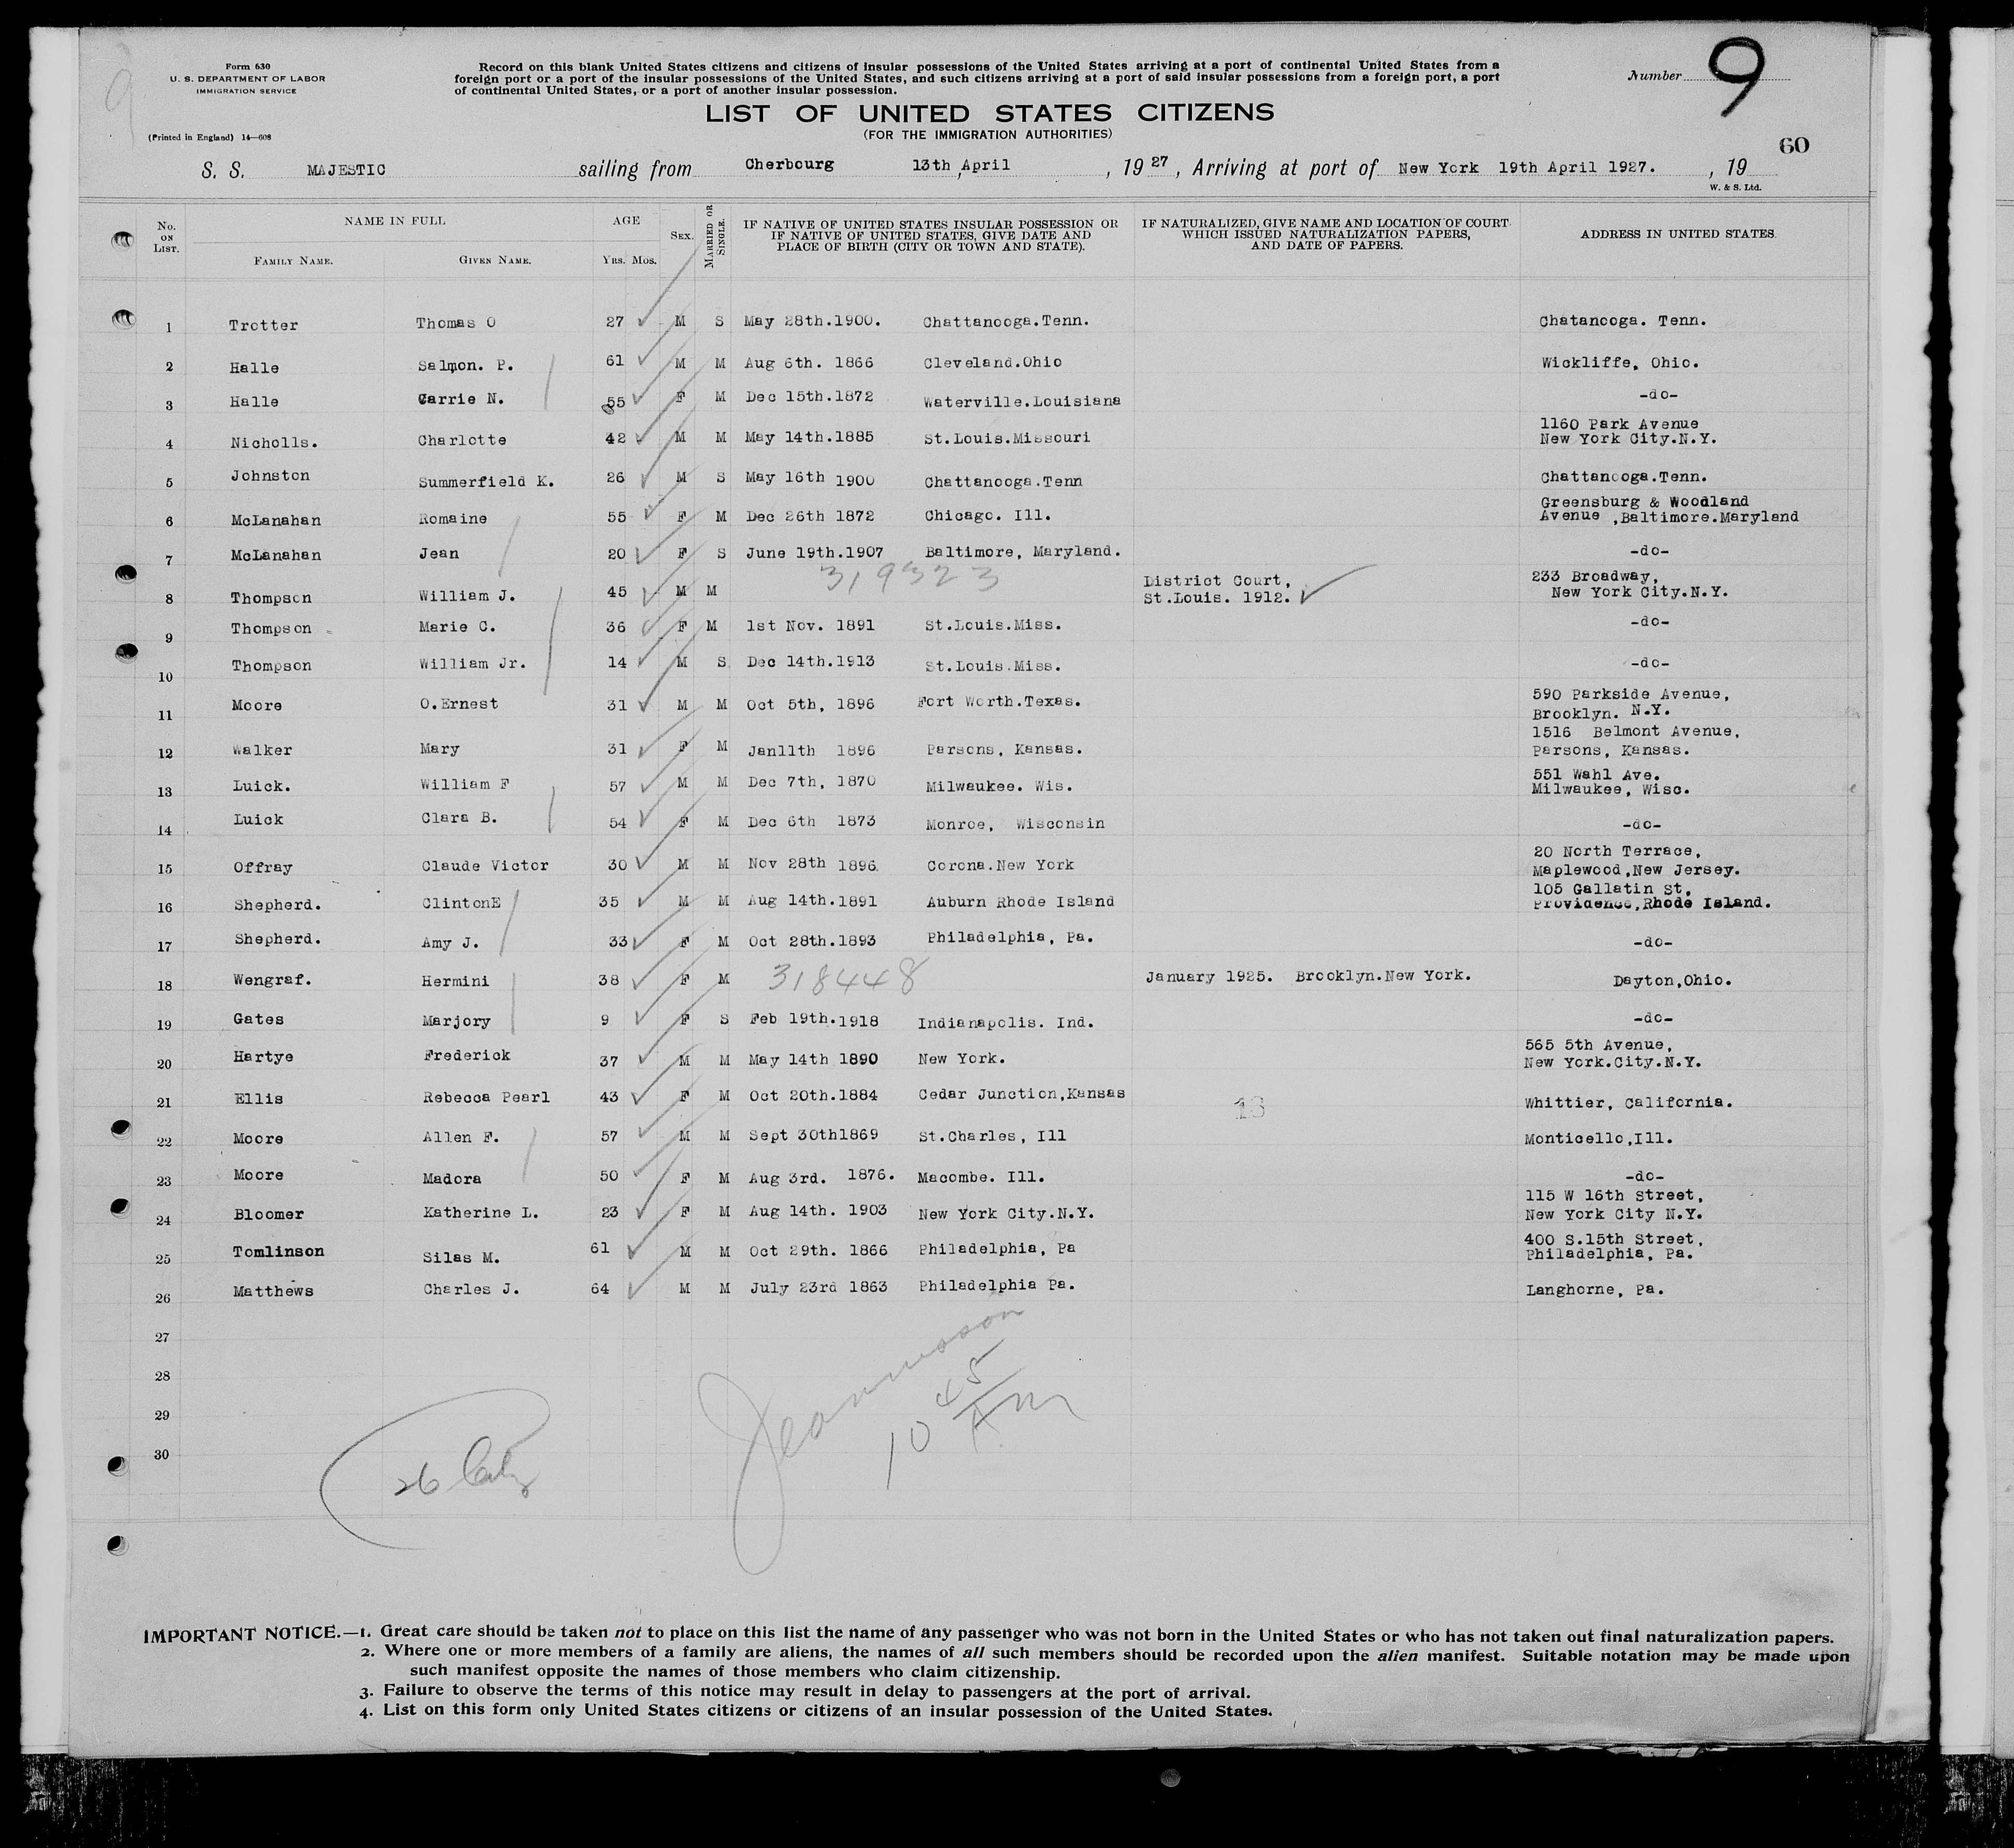 Form 630
U. S. DEPARTMENT OF LABOR
IMMIGRATION SERVICE
(Printed in England) 14—608
Record on this blank United States citizens and citizens of insular possessions of the United States arriving at a port of continental United States from a
foreign port or a port of the insular possessions of the United States, and such citizens arriving at a port of said insular possessions from a foreign port, a port
of continental United States, or a port of another insular possession.
Number 9
LIST OF UNITED STATES CITIZENS
(FOR THE IMMIGRATION AUTHORITIES)
60
S. S. MAJESTIC sailing from Cherbourg 13th April, 1927, Arriving at port of New York 19th April 1927. , 19
W. & S. Ltd.
No. ON LIST. NAME IN FULL FAMILY NAME. GIVEN NAME. AGE YRS. MOS. SEX. MARRIED OR SINGLE. IF NATIVE OF UNITED STATES INSULAR POSSESSION OR IF NATIVE OF UNITED STATES, GIVE DATE AND PLACE OF BIRTH (CITY OR TOWN AND STATE). IF NATURALIZED, GIVE NAME AND LOCATION OF COURT WHICH ISSUED NATURALIZATION PAPERS, AND DATE OF PAPERS. ADDRESS IN UNITED STATES.
1 Trotter Thomas O 27 M S May 28th.1900. Chattanooga.Tenn. Chatanooga. Tenn.
2 Halle Salmon. P. 61 M M Aug 6th. 1866 Cleveland.Ohio Wickliffe, Ohio.
3 Halle Carrie N. 55 F M Dec 15th.1872 Waterville.Louisiana -do-
4 Nicholls. Charlotte 42 M M May 14th.1885 St.Louis.Missouri 1160 Park Avenue New York City.N.Y.
5 Johnston Summerfield K. 26 M S May 16th 1900 Chattanooga.Tenn Chattanooga.Tenn.
6 McLanahan Romaine 55 F M Dec 26th 1872 Chicago. Ill. Greensburg & Woodland Avenue ,Baltimore.Maryland
7 McLanahan Jean 20 F S June 19th.1907 Baltimore, Maryland. -do-
8 Thompson William J. 45 M M 319323 District Court, St.Louis. 1912. 233 Broadway, New York City.N.Y.
9 Thompson Marie C. 36 F M 1st Nov. 1891 St.Louis.Miss. -do-
10 Thompson William Jr. 14 M S Dec 14th.1913 St.Louis.Miss. -do-
11 Moore O.Ernest 31 M M Oct 5th, 1896 Fort Worth.Texas. 590 Parkside Avenue, Brooklyn. N.Y.
12 Walker Mary 31 F M Jan11th 1896 Parsons, Kansas. 1516 Belmont Avenue, Parsons, Kansas.
13 Luick. William F 57 M M Dec 7th, 1870 Milwaukee. Wis. 551 Wahl Ave. Milwaukee, Wisc.
14 Luick Clara B. 54 F M Dec 6th 1873 Monroe, Wisconsin -do-
15 Offray Claude Victor 30 M M Nov 28th 1896 Corona.New York 20 North Terrace, Maplewood,New Jersey.
16 Shepherd. ClintonE 35 M M Aug 14th.1891 Auburn Rhode Island 105 Gallatin St, Providence,Rhode Island.
17 Shepherd. Amy J. 33 F M Oct 28th.1893 Philadelphia, Pa. -do-
18 Wengraf. Hermini 38 F M 318448 January 1925. Brooklyn.New York. Dayton,Ohio.
19 Gates Marjory 9 F S Feb 19th.1918 Indianapolis. Ind. -do-
20 Hartye Frederick 37 M M May 14th 1890 New York. 565 5th Avenue, New York.City.N.Y.
21 Ellis Rebecca Pearl 43 F M Oct 20th.1884 Cedar Junction,Kansas 13 Whittier, California.
22 Moore Allen F. 57 M M Sept 30th1869 St.Charles, Ill Monticello,Ill.
23 Moore Madora 50 F M Aug 3rd. 1876. Macombe. Ill. -do-
24 Bloomer Katherine L. 23 F M Aug 14th. 1903 New York City.N.Y. 115 W 16th Street, New York City N.Y.
25 Tomlinson Silas M. 61 M M Oct 29th. 1866 Philadelphia, Pa 400 S.15th Street, Philadelphia, Pa.
26 Matthews Charles J. 64 M M July 23rd 1863 Philadelphia Pa. Langhorne, Pa.
27
28
29
30
26
10 45 AM
IMPORTANT NOTICE.—1. Great care should be taken not to place on this list the name of any passenger who was not born in the United States or who has not taken out final naturalization papers.
2. Where one or more members of a family are aliens, the names of all such members should be recorded upon the alien manifest. Suitable notation may be made upon
such manifest opposite the names of those members who claim citizenship.
3. Failure to observe the terms of this notice may result in delay to passengers at the port of arrival.
4. List on this form only United States citizens or citizens of an insular possession of the United States.